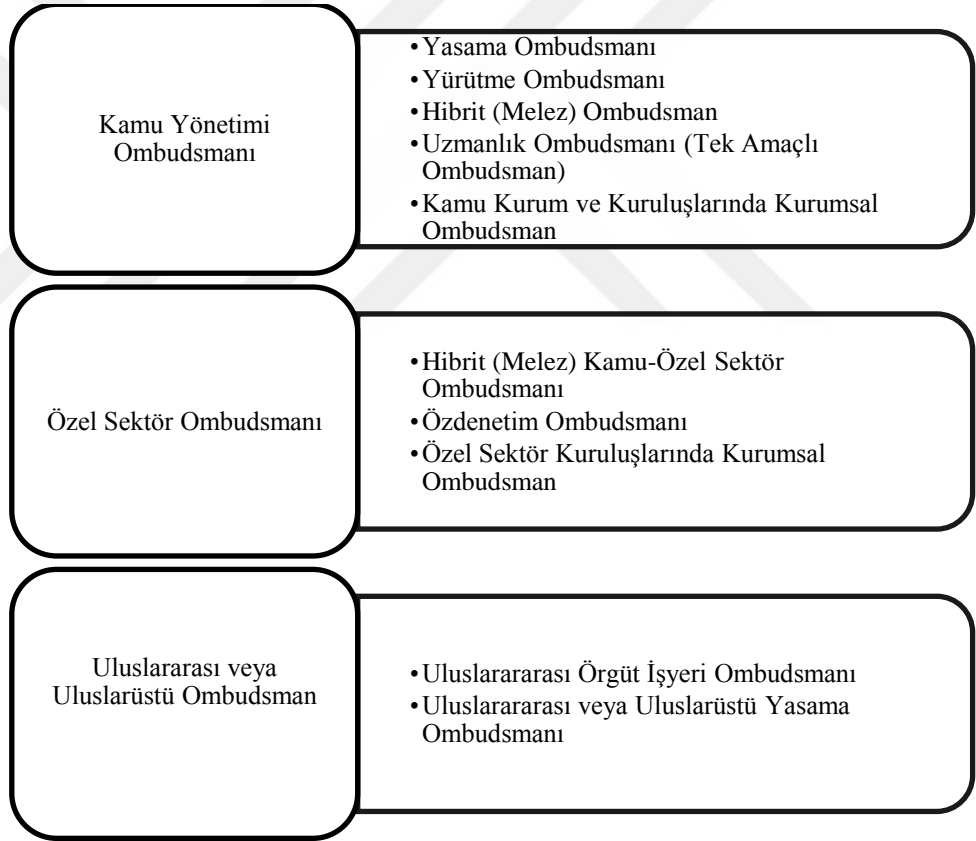 Kamu Yönetimi
Ombudsmanı
•Yasama Ombudsmanı
•Yürütme Ombudsmanı
•Hibrit (Melez) Ombudsman
•Uzmanlık Ombudsmanı (Tek Amaçlı
Ombudsman)
•Kamu Kurum ve Kuruluşlarında Kurumsal
Ombudsman
Özel Sektör Ombudsmanı
•Hibrit (Melez) Kamu-Özel Sektör
Ombudsmanı
•Özdenetim Ombudsmanı
•Özel Sektör Kuruluşlarında Kurumsal
Ombudsman
Uluslararası veya
Uluslarüstü Ombudsman
•Uluslarararası Örgüt İşyeri Ombudsmanı
•Uluslarararası veya Uluslarüstü Yasama
Ombudsmanı